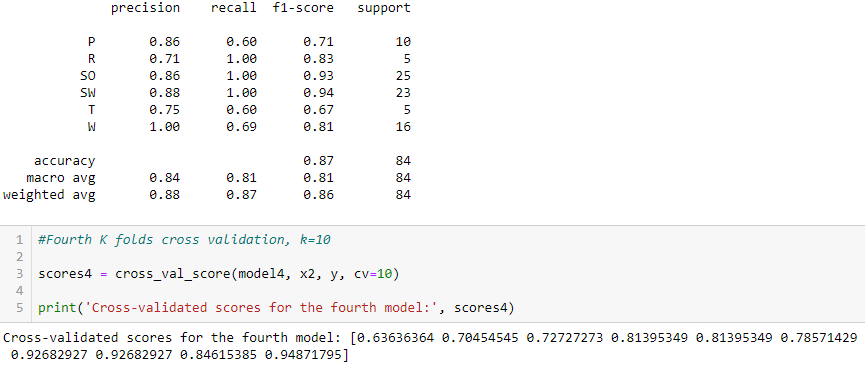 precision recall f1-score support
P 0.86 0.60 0.71 10
R 0.71 1.00 0.83 5
SO 0.86 1.00 0.93 25
SW 0.88 1.00 0.94 23
T 0.75 0.60 0.67 5
W 1.00 0.69 0.81 16
accuracy 0.87 84
macro avg 0.84 0.81 0.81 84
weighted avg 0.88 0.87 0.86 84
1 #Fourth K folds cross validation, k=10
2
3 scores4 = cross_val_score(model4, x2, y, cv=10)
4
5 print('Cross-validated scores for the fourth model:', scores4)
Cross-validated scores for the fourth model: [0.63636364 0.70454545 0.72727273 0.81395349 0.81395349 0.78571429
0.92682927 0.92682927 0.84615385 0.94871795]